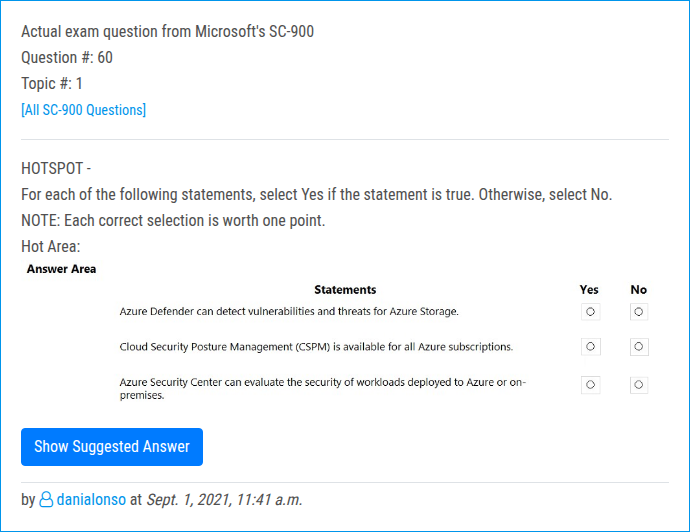 Actual exam question from Microsoft's SC-900
Question #: 60
Topic #: 1
[All SC-900 Questions]
HOTSPOT -
For each of the following statements, select Yes if the statement is true. Otherwise, select No.
NOTE: Each correct selection is worth one point.
Hot Area:
Answer Area
Statements Yes No
Azure Defender can detect vulnerabilities and threats for Azure Storage.
Cloud Security Posture Management (CSPM) is available for all Azure subscriptions.
Azure Security Center can evaluate the security of workloads deployed to Azure or on-
premises.
Show Suggested Answer
by danialonso at Sept. 1, 2021, 11:41 a.m.